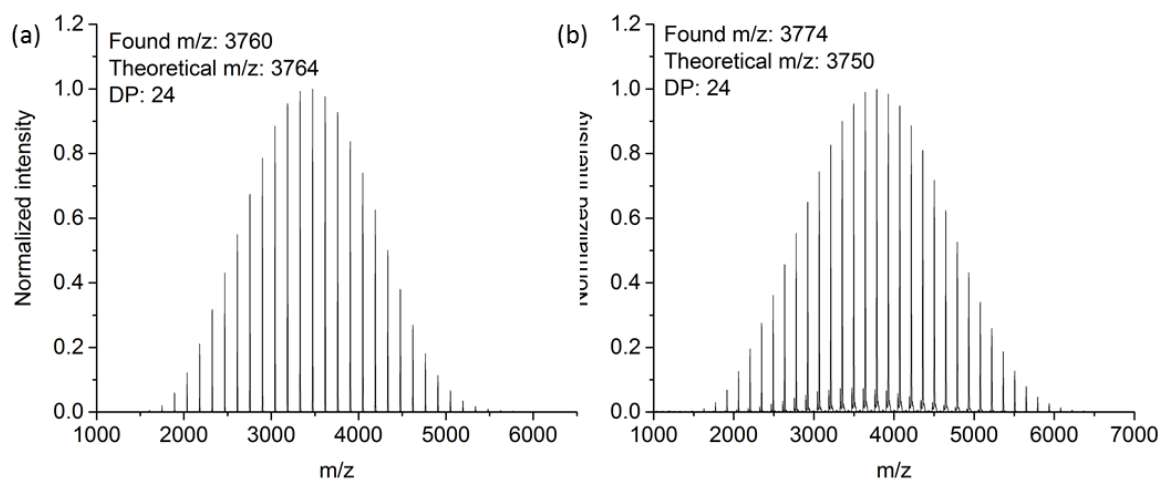 (a)
1.2
1.0
0.8
0.6
0.4
0.2
0.0
Normalized intensity
Found m/z: 3760
Theoretical m/z: 3764
DP: 24
1000
2000
3000
4000
5000
6000
m/z
(b)
1.2
1.0
0.8
0.6
0.4
0.2
0.0
Normalized intensity
Found m/z: 3774
Theoretical m/z: 3750
DP: 24
1000
2000
3000
4000
5000
6000
7000
m/z